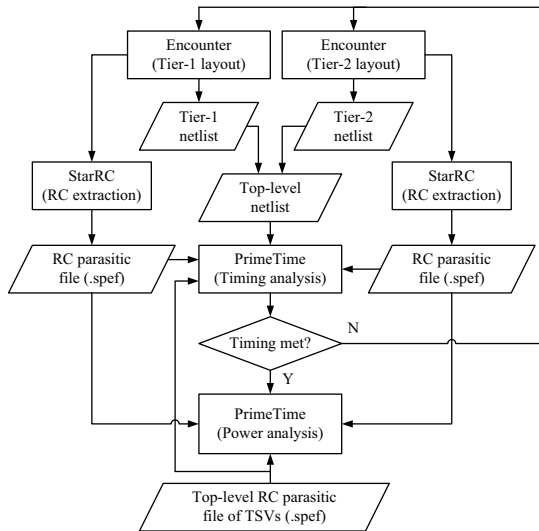 Encounter
(Tier-1 layout)
Encounter
(Tier-2 layout)
Tier-1
netlist
Tier-2
netlist
StarRC
(RC extraction)
Top-level
netlist
StarRC
(RC extraction)
RC parasitic
file (.spef)
PrimeTime
(Timing analysis)
RC parasitic
file (.spef)
Timing met?
N
Y
PrimeTime
(Power analysis)
Top-level RC parasitic
file of TSVs (.spef)